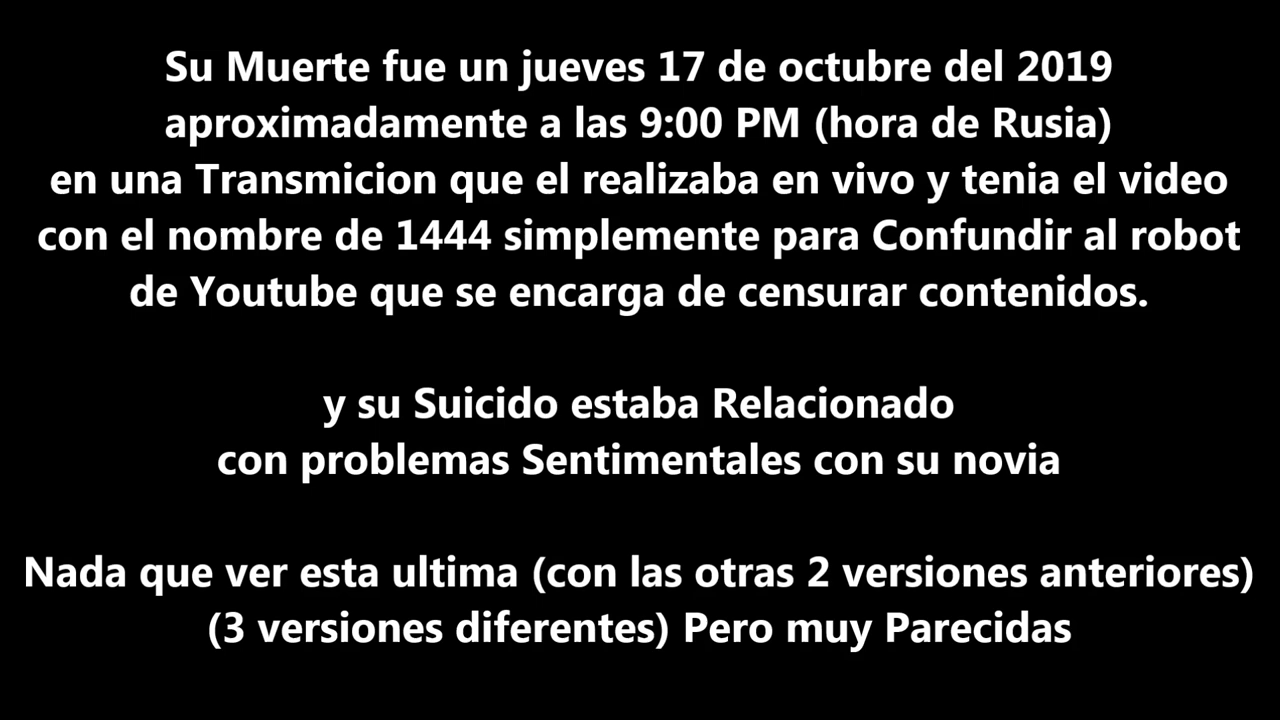 Su Muerte fue un jueves 17 de octubre del 2019
aproximadamente a las 9:00 PM (hora de Rusia)
en una Transmicion que el realizaba en vivo y tenia el video
con el nombre de 1444 simplemente para Confundir al robot
de Youtube que se encarga de censurar contenidos.
y su Suicido estaba Relacionado
con problemas Sentimentales con su novia
Nada que ver esta ultima (con las otras 2 versiones anteriores)
(3 versiones diferentes) Pero muy Parecidas